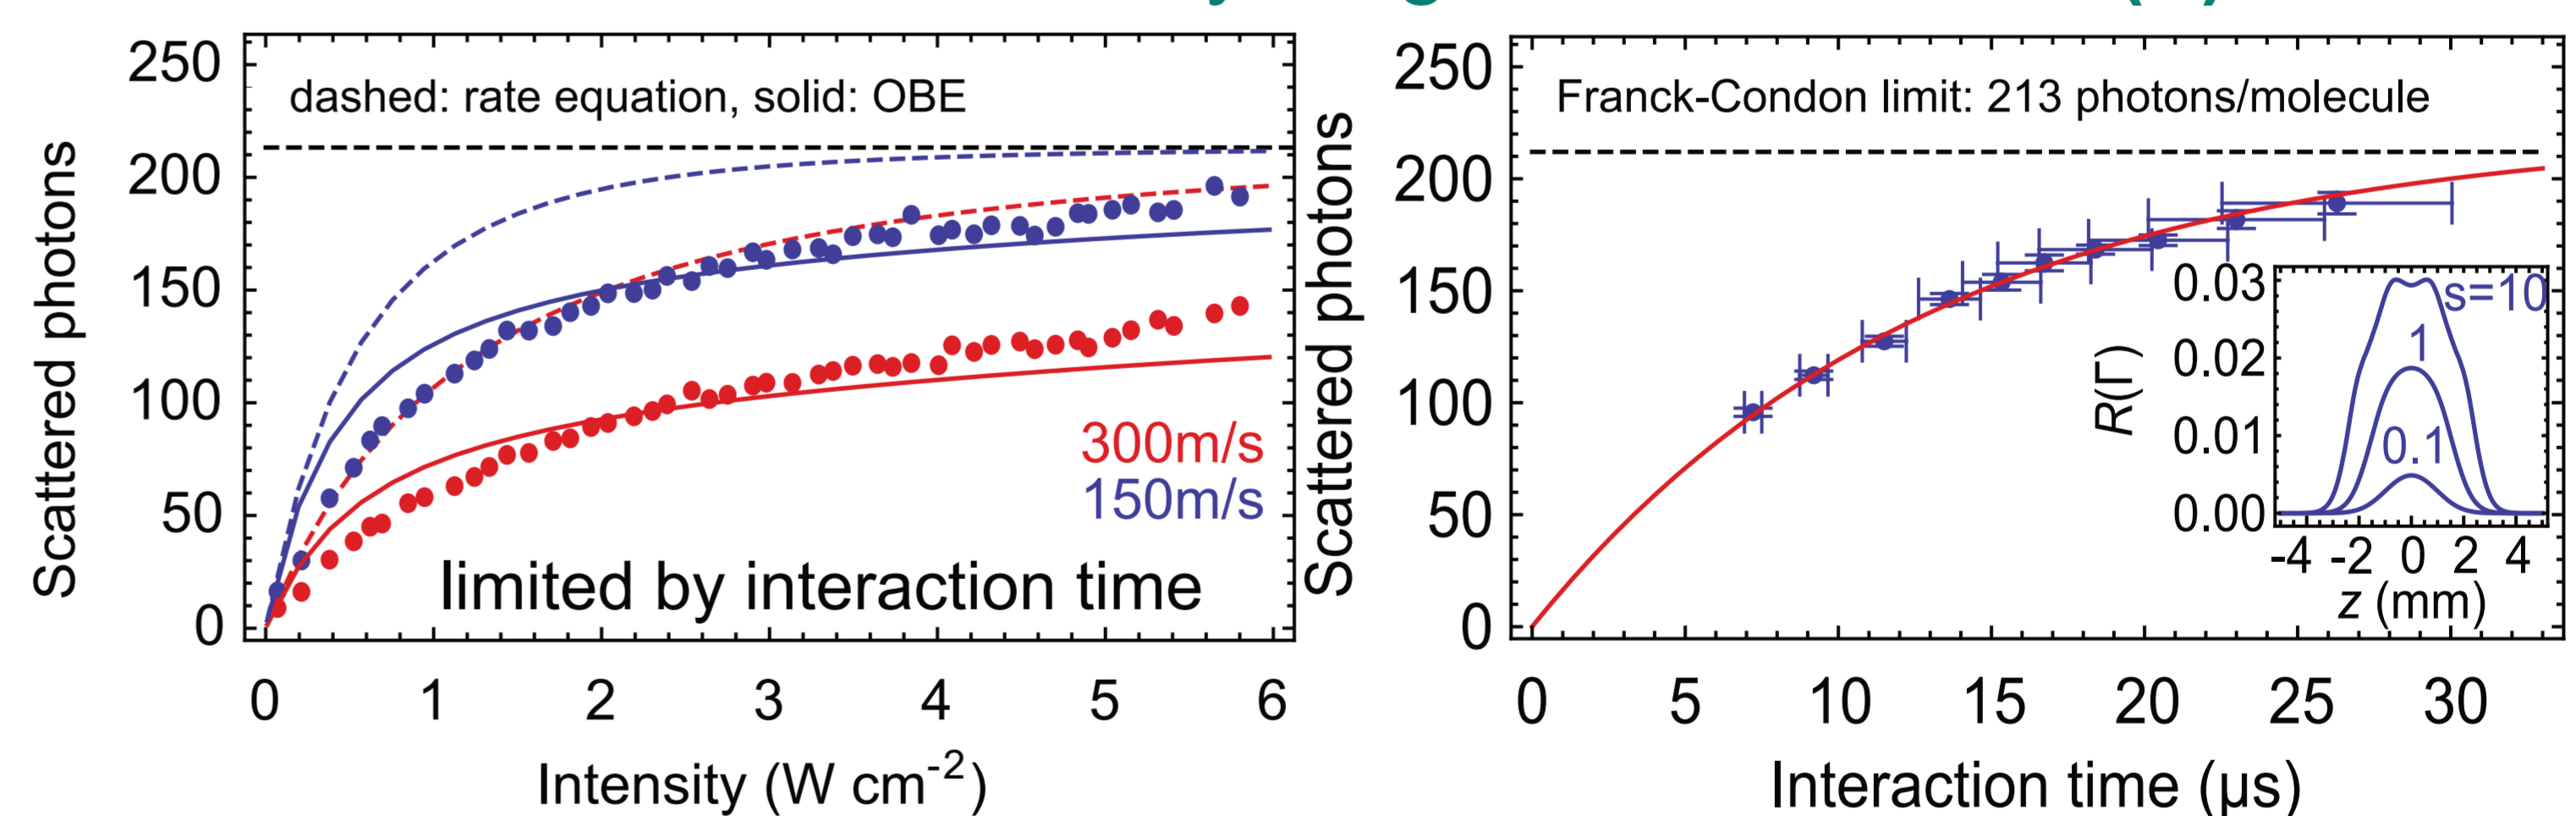 Scattered photons
250
200
150
100
50
0
dashed: rate equation, solid: OBE
300m/s
150m/s
limited by interaction time
0 1 2 3 4 5 6
Intensity (W cm-2)
Scattered photons
250
200
150
100
50
0
Franck-Condon limit: 213 photons/molecule
R(Γ)
0.03
0.02
0.01
0.00
s=10
1
0.1
-4 -2 0 2 4
z (mm)
0 5 10 15 20 25 30
Interaction time (μs)